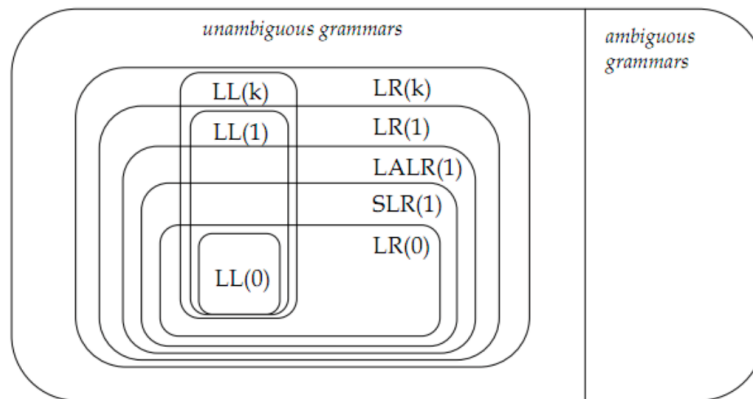 unambiguous grammars
ambiguous
grammars
LL(k)
LR(k)
LL(1)
LR(1)
LALR(1)
SLR(1)
LR(0)
LL(0)